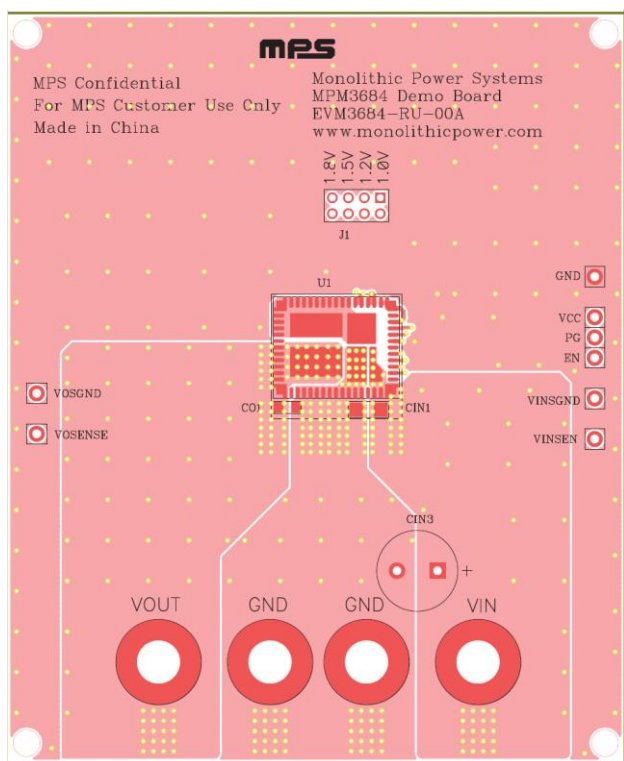 mps
MPS Confidential
For MPS Customer Use Only
Made in China
Monolithic Power Systems
MPM3684 Demo Board
EVM3684-RU-00A
www.monolithicpower.com
1.8V
1.5V
1.2V
1.0V
J1
U1
GND
VCC
PG
EN
VOSGND
VOSENSE
VINSGND
VINSEN
CO1
CIN1
CIN3
+
VOUT
GND
GND
VIN